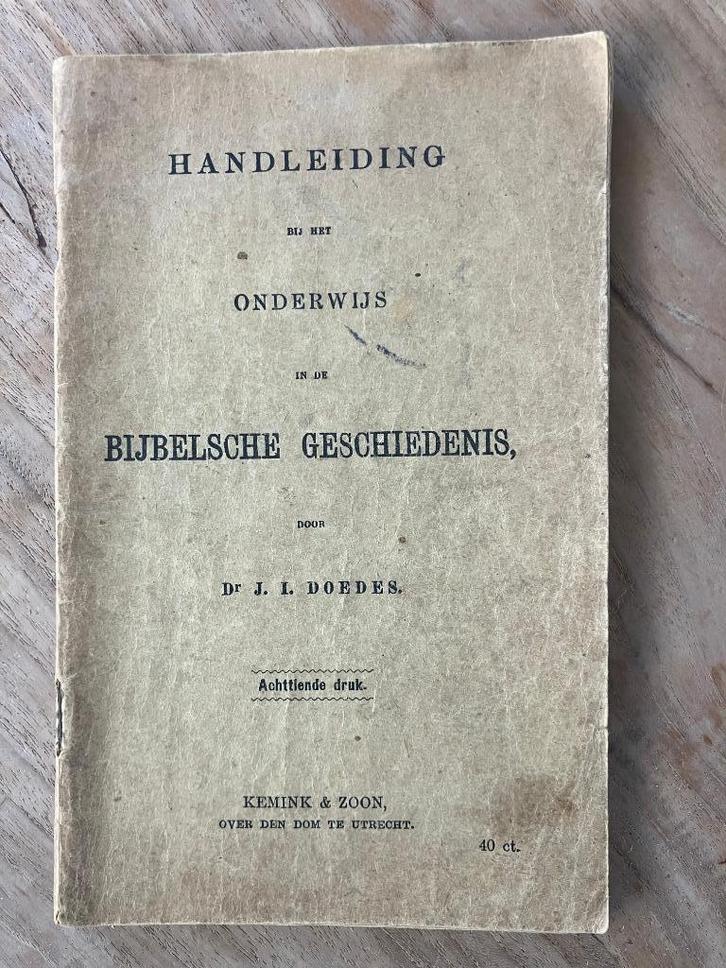 HANDLEIDING
BIJ HET
ONDERWIJS
IN DE
BIJBELSCHE GESCHIEDENIS,
DOOR
Dr J. I. DOEDES.
Achttiende druk.
KEMINK & ZOON,
OVER DEN DOM TE UTRECHT.
40 ct.